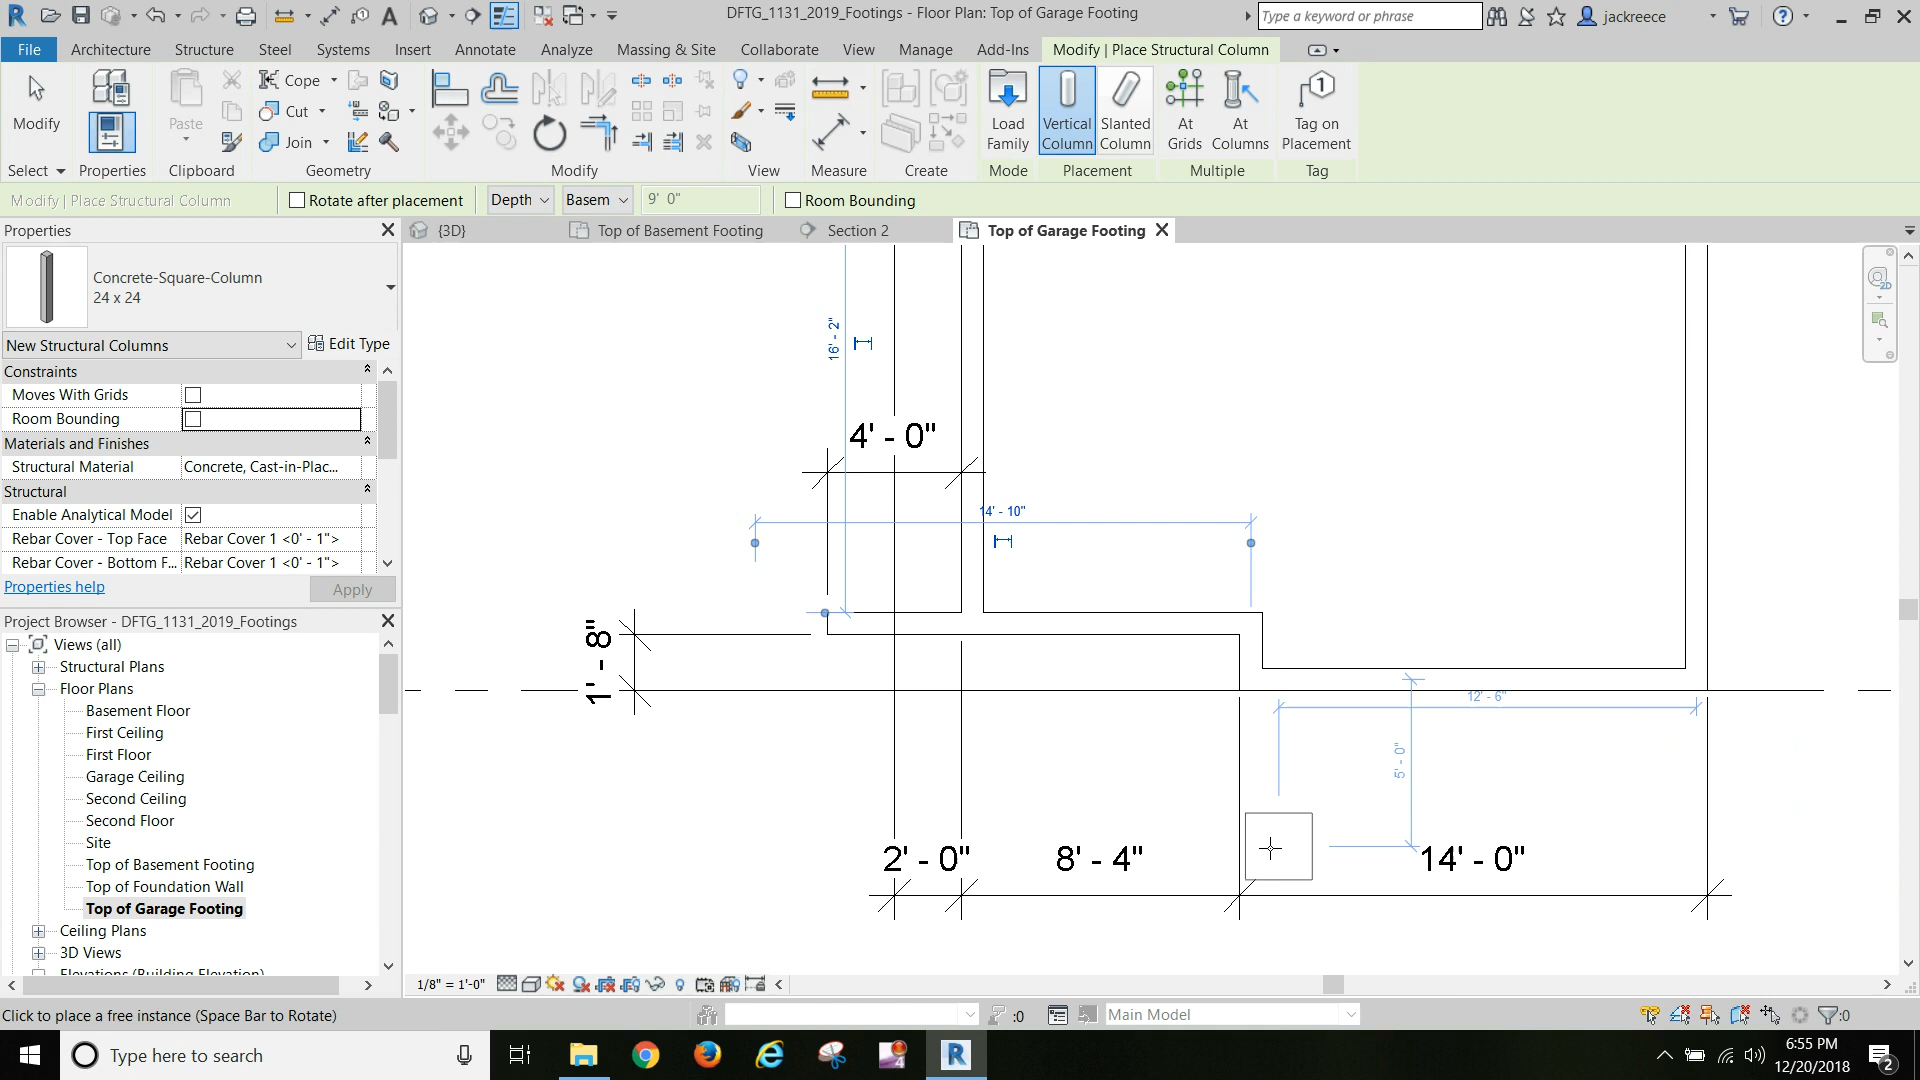 DFTG_1131_2019_Footings - Floor Plan: Top of Garage Footing
Type a keyword or phrase
jackreece
File Architecture Structure Steel Systems Insert Annotate Analyze Massing & Site Collaborate View Manage Add-Ins Modify | Place Structural Column
Modify
Paste
Cope
Cut
Join
Load Family
Vertical Column
Slanted Column
At Grids
At Columns
Tag on Placement
Select Properties Clipboard Geometry Modify View Measure Create Mode Placement Multiple Tag
Modify | Place Structural Column
Rotate after placement
Depth
Basem
9' 0"
Room Bounding
Properties
{3D}
Top of Basement Footing
Section 2
Top of Garage Footing
Concrete-Square-Column
24 x 24
New Structural Columns
Edit Type
Constraints
Moves With Grids
Room Bounding
Materials and Finishes
Structural Material Concrete, Cast-in-Plac...
Structural
Enable Analytical Model
Rebar Cover - Top Face Rebar Cover 1 <0' - 1">
Rebar Cover - Bottom F... Rebar Cover 1 <0' - 1">
Properties help
Apply
Project Browser - DFTG_1131_2019_Footings
Views (all)
Structural Plans
Floor Plans
Basement Floor
First Ceiling
First Floor
Garage Ceiling
Second Ceiling
Second Floor
Site
Top of Basement Footing
Top of Foundation Wall
Top of Garage Footing
Ceiling Plans
3D Views
Elevations (Building Elevation)
16' - 2"
4' - 0"
14' - 10"
1' - 8"
12' - 6"
5' - 0"
2' - 0"
8' - 4"
14' - 0"
1/8" = 1'-0"
Click to place a free instance (Space Bar to Rotate)
:0
Main Model
:0
Type here to search
6:55 PM
12/20/2018
2